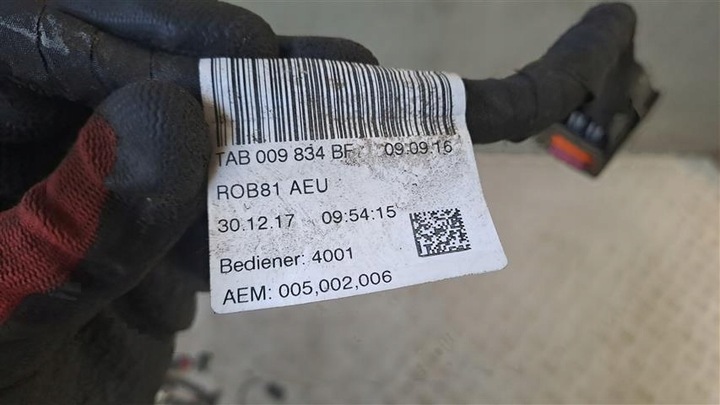 TAB 009 834 BF 09.09.16
ROB81 AEU
30.12.17 09:54:15
Bediener: 4001
AEM: 005,002,006